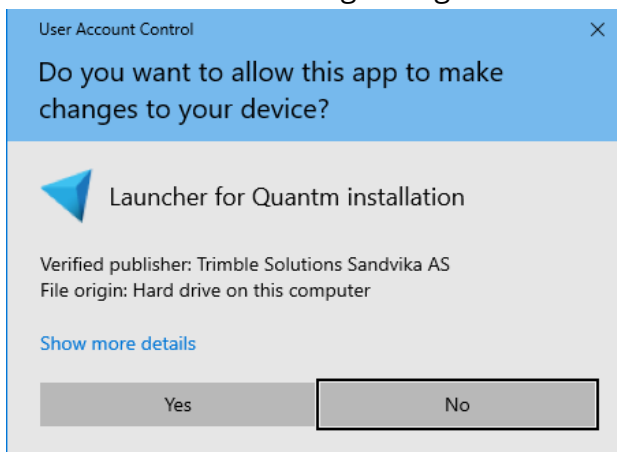 User Account Control
Do you want to allow this app to make
changes to your device?
Launcher for Quantm installation
Verified publisher: Trimble Solutions Sandvika AS
File origin: Hard drive on this computer
Show more details
Yes
No